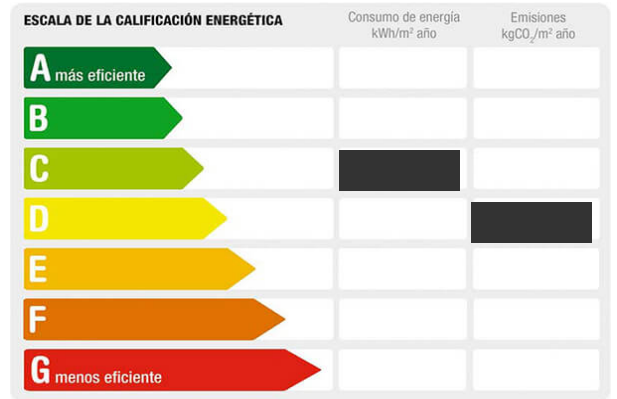 ESCALA DE LA CALIFICACIÓN ENERGÉTICA
Consumo de energía
kWh/m² año
Emisiones
kgCO₂/m² año
A más eficiente
B
C
D
E
F
G menos eficiente